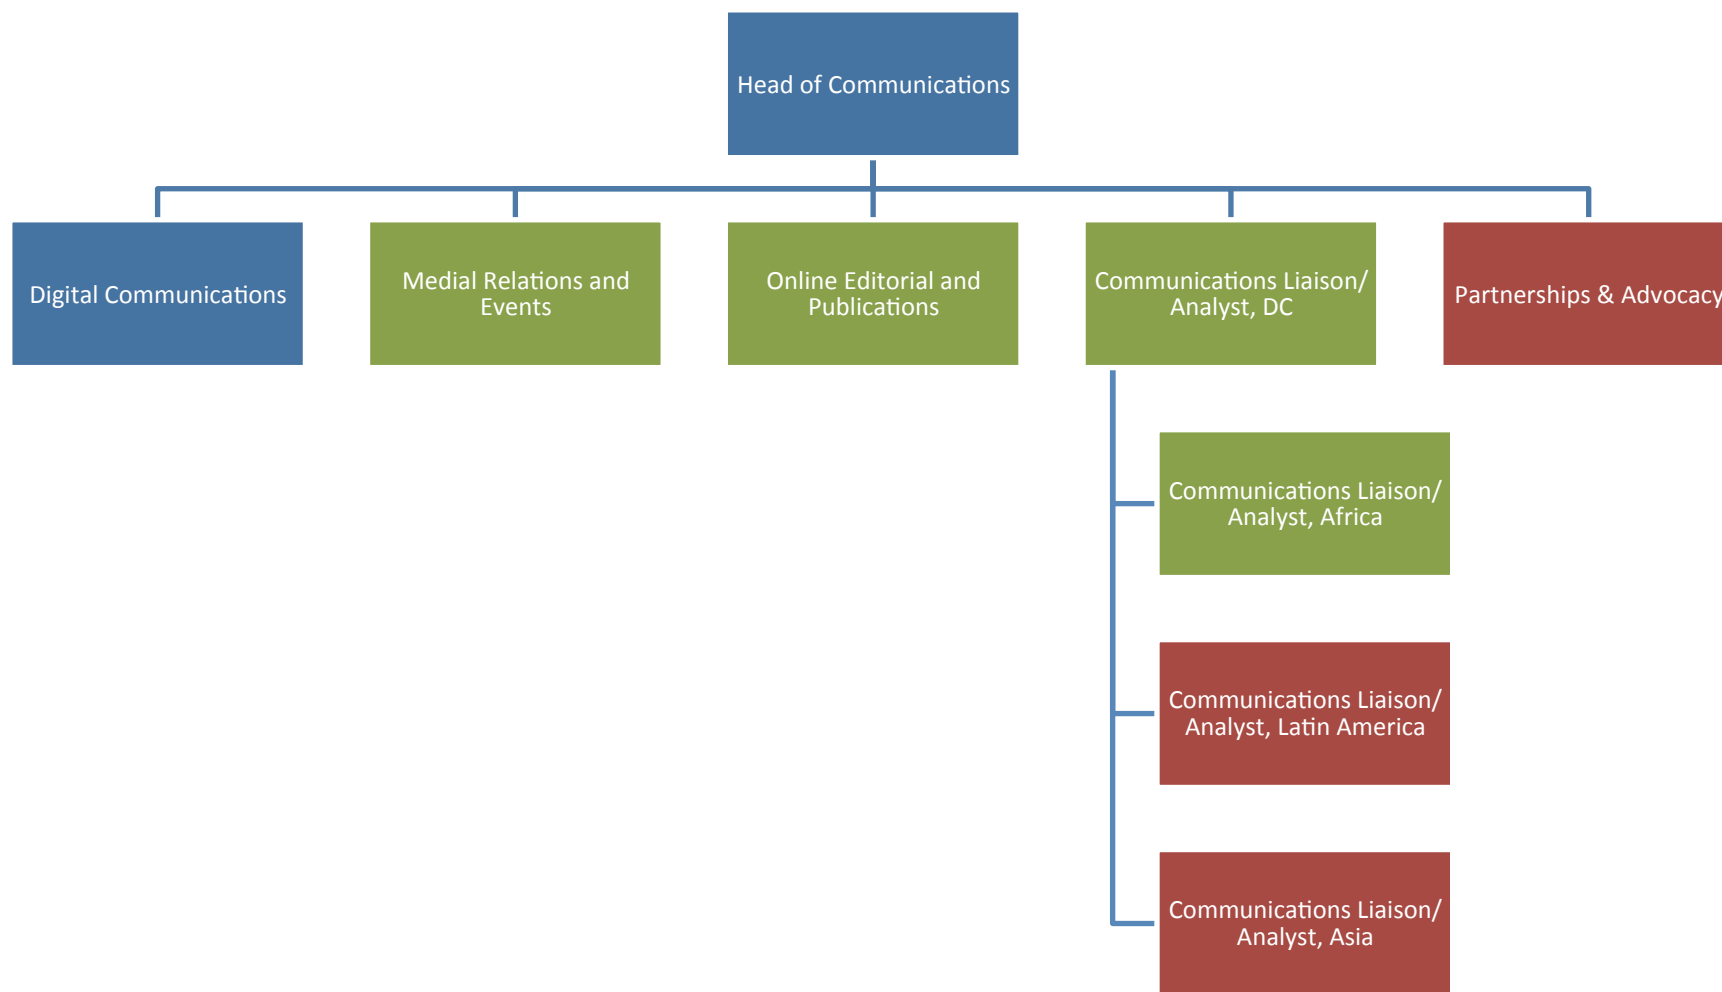 Head of Communications
Digital Communications
Medial Relations and
Events
Online Editorial and
Publications
Communications Liaison/
Analyst, DC
Partnerships & Advocacy
Communications Liaison/
Analyst, Africa
Communications Liaison/
Analyst, Latin America
Communications Liaison/
Analyst, Asia